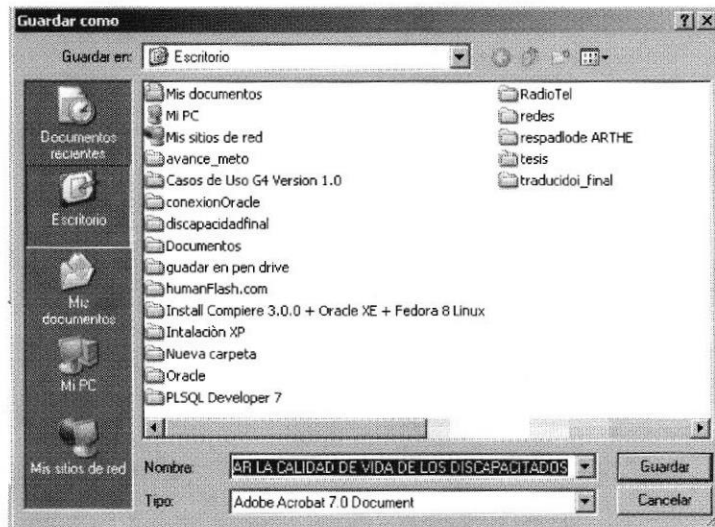 Guardar como
Guardar en:
Escritorio
Documentos
recientes
Escritorio
Mis
documentos
Mi PC
Mis sitios de red
Mis documentos
Mi PC
Mis sitios de red
avance_meto
Casos de Uso G4 Version 1.0
conexionOracle
discapacidadfinal
Documentos
guadar en pen drive
humanFlash.com
Install Compiere 3.0.0 + Oracle XE + Fedora 8 Linux
Intalaciòn XP
Nueva carpeta
Oracle
PLSQL Developer 7
RadioTel
redes
respadlode ARTHE
tesis
traducidoi_final
Nombre: AR LA CALIDAD DE VIDA DE LOS DISCAPACITADOS
Guardar
Tipo: Adobe Acrobat 7.0 Document
Cancelar